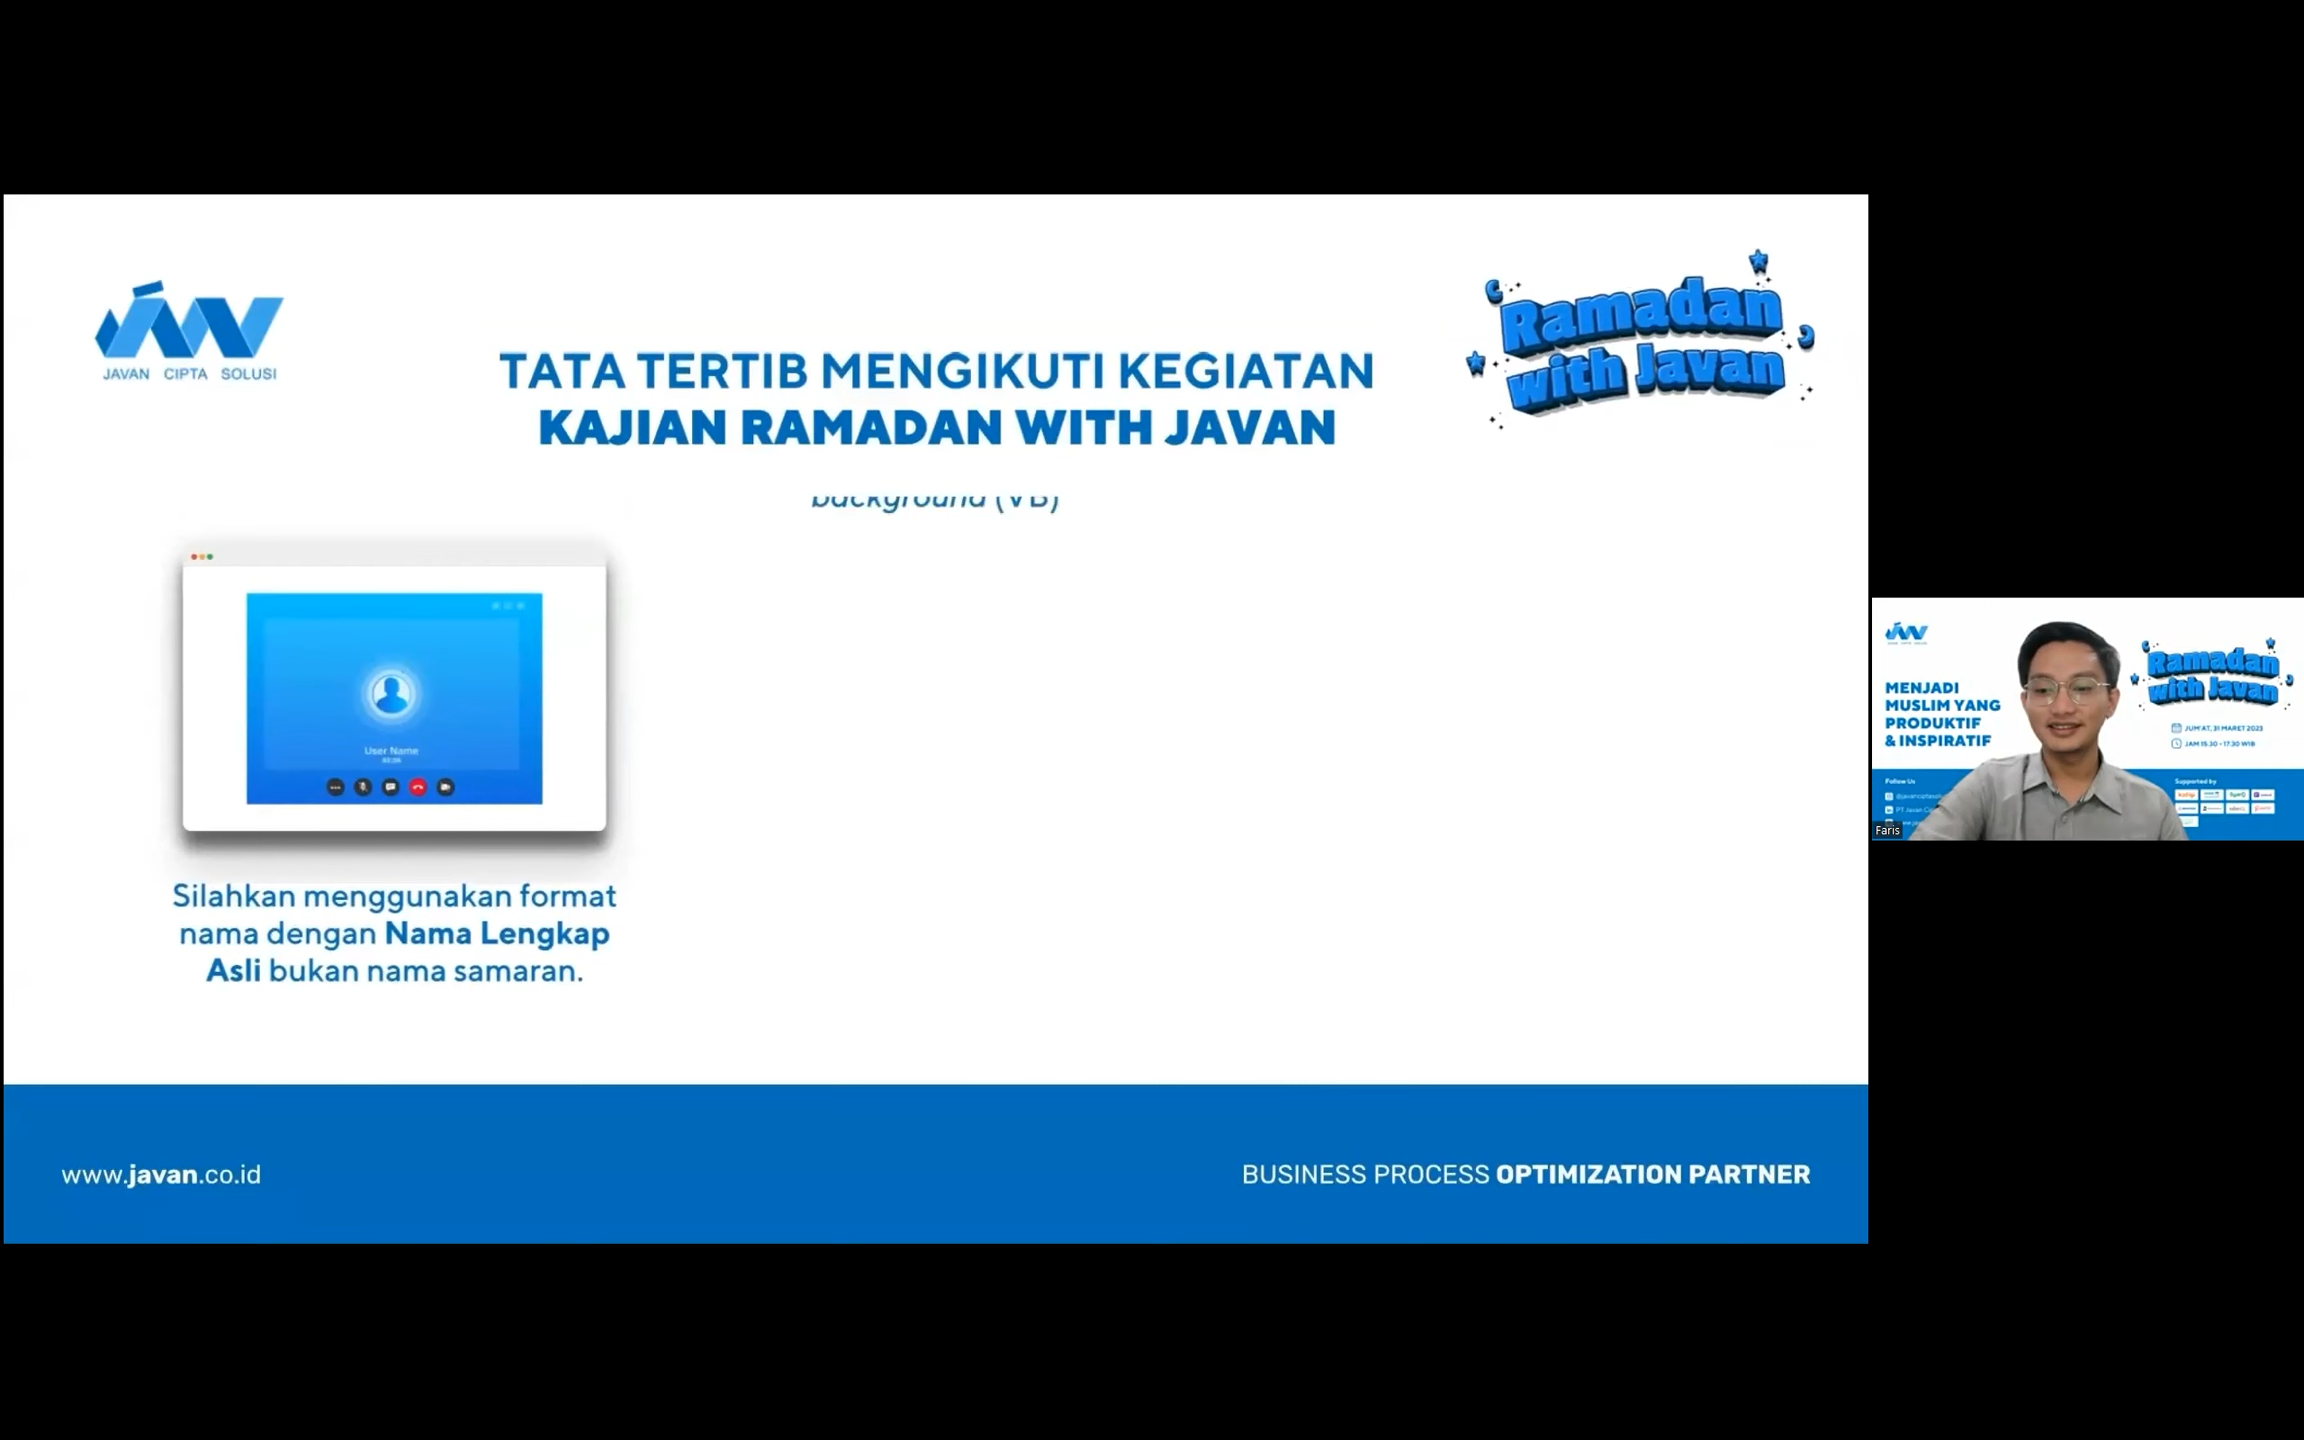 JAVAN CIPTA SOLUSI
Ramadan
with Javan
TATA TERTIB MENGIKUTI KEGIATAN
KAJIAN RAMADAN WITH JAVAN
background (VB)
User Name
Silahkan menggunakan format
nama dengan Nama Lengkap
Asli bukan nama samaran.
www.javan.co.id
BUSINESS PROCESS OPTIMIZATION PARTNER
Ramadan
with Javan
MENJADI
MUSLIM YANG
PRODUKTIF
& INSPIRATIF
JUM'AT, 31 MARET 2023
JAM 15.30 - 17.30 WIB
Follow Us
Supported by
PT Javan
Faris